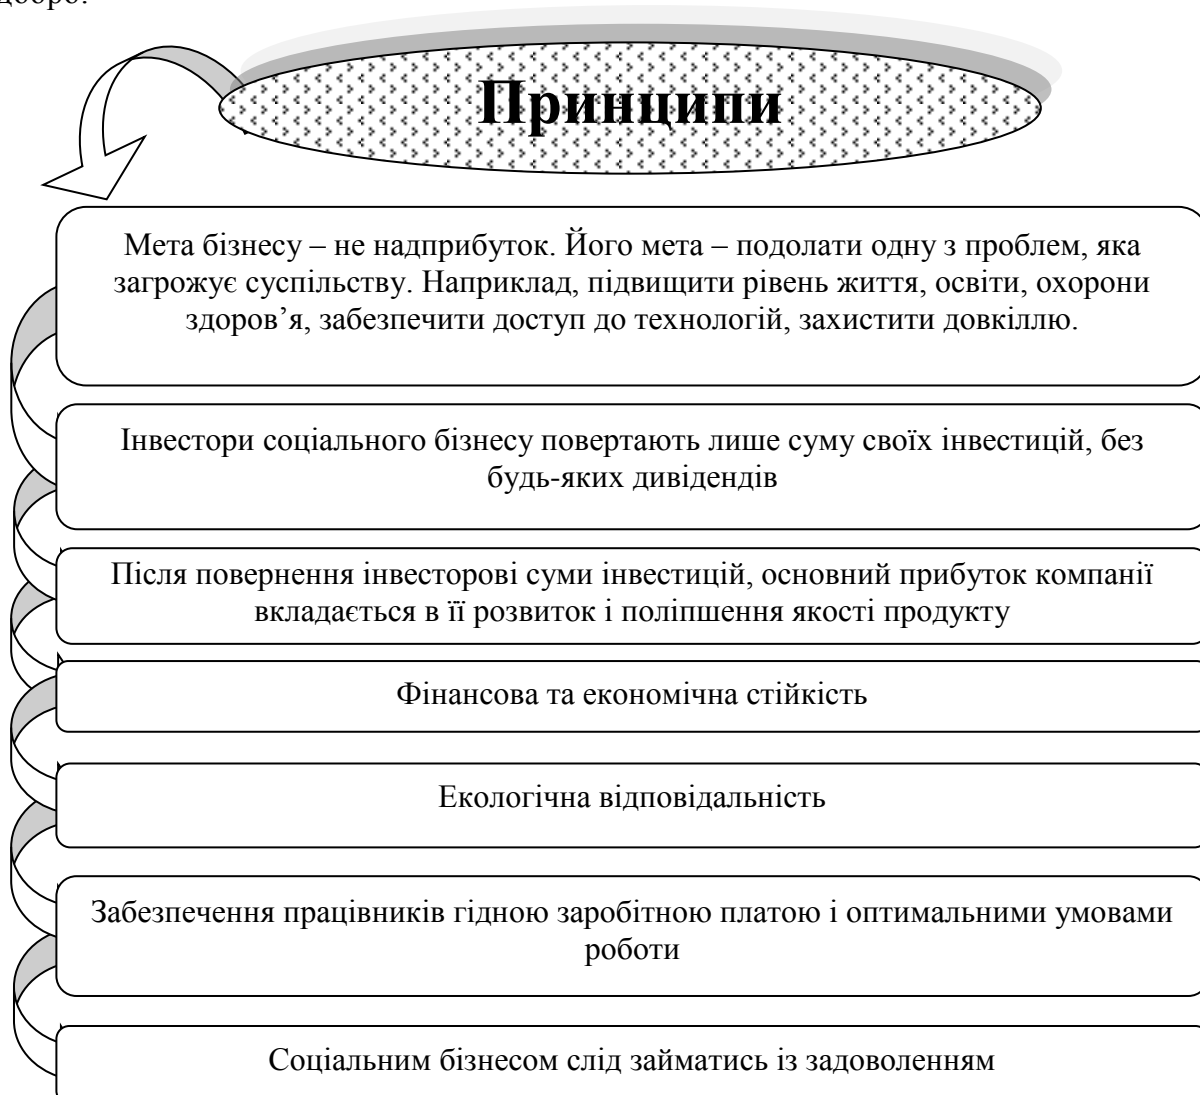 добро.
Принципи
Мета бізнесу – не надприбуток. Його мета – подолати одну з проблем, яка
загрожує суспільству. Наприклад, підвищити рівень життя, освіти, охорони
здоров’я, забезпечити доступ до технологій, захистити довкіллю.
Інвестори соціального бізнесу повертають лише суму своїх інвестицій, без
будь-яких дивідендів
Після повернення інвесторові суми інвестицій, основний прибуток компанії
вкладається в її розвиток і поліпшення якості продукту
Фінансова та економічна стійкість
Екологічна відповідальність
Забезпечення працівників гідною заробітною платою і оптимальними умовами
роботи
Соціальним бізнесом слід займатись із задоволенням